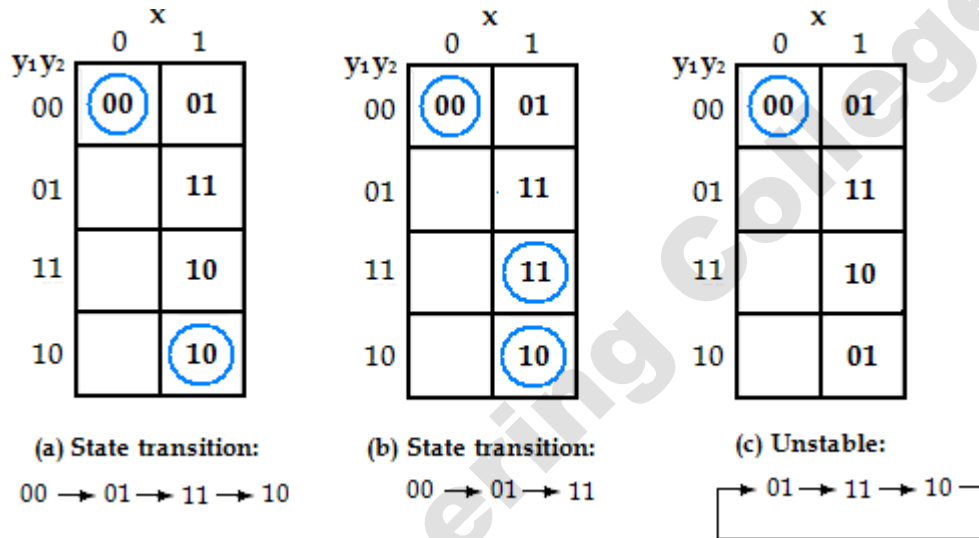 x
0 1
y₁y₂
00 00 01
01 11
11 10
10 10
(a) State transition:
00 → 01 → 11 → 10
x
0 1
y₁y₂
00 00 01
01 11
11 11
10 10
(b) State transition:
00 → 01 → 11
x
0 1
y₁y₂
00 00 01
01 11
11 10
10 01
(c) Unstable:
→ 01 → 11 → 10
ering College